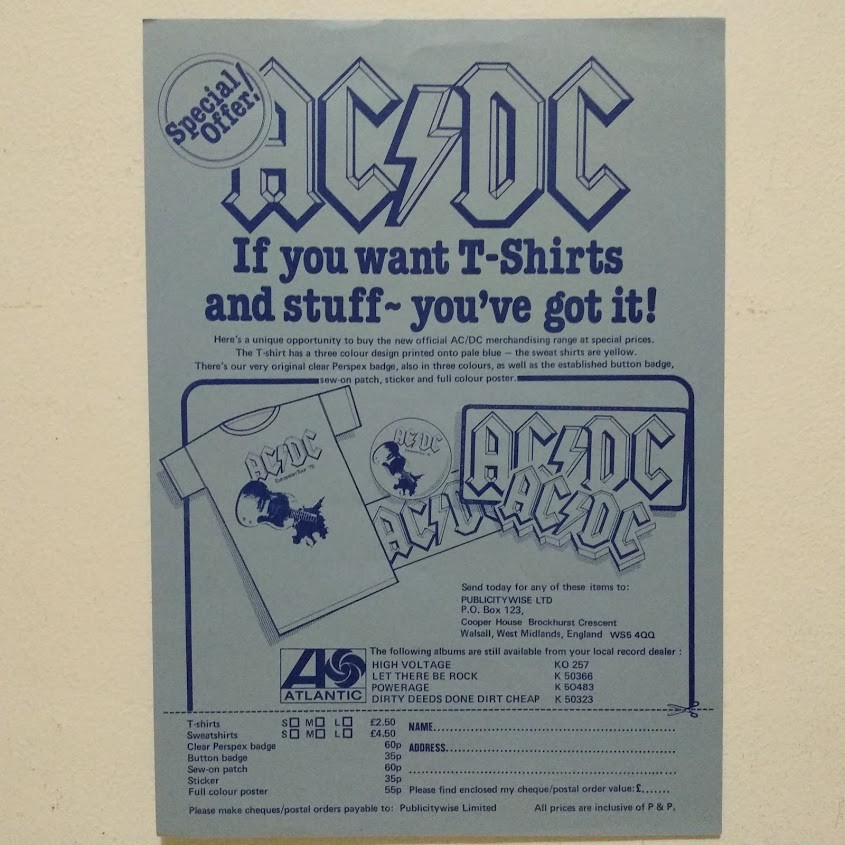 Special
Offer!
AC/DC
If you want T-Shirts
and stuff~you've got it!
Here's a unique opportunity to buy the new official AC/DC merchandising range at special prices.
The T-shirt has a three colour design printed onto pale blue — the sweat shirts are yellow.
There's our very original clear Perspex badge, also in three colours, as well as the established button badge,
sew-on patch, sticker and full colour poster.
AC/DC
European Tour '78
AC/DC
AC/DC
AC/DC
AC/DC
Send today for any of these items to:
PUBLICITYWISE LTD
P.O. Box 123,
Cooper House Brockhurst Crescent
Walsall, West Midlands, England WS5 4QQ
ATLANTIC
The following albums are still available from your local record dealer :
HIGH VOLTAGE KO 257
LET THERE BE ROCK K 50366
POWERAGE K 50483
DIRTY DEEDS DONE DIRT CHEAP K 50323
T-shirts S☐ M☐ L☐ £2.50
Sweatshirts S☐ M☐ L☐ £4.50
Clear Perspex badge 60p
Button badge 35p
Sew-on patch 60p
Sticker 35p
Full colour poster 55p
NAME
ADDRESS
Please find enclosed my cheque/postal order value:£.......
Please make cheques/postal orders payable to: Publicitywise Limited All prices are inclusive of P & P.